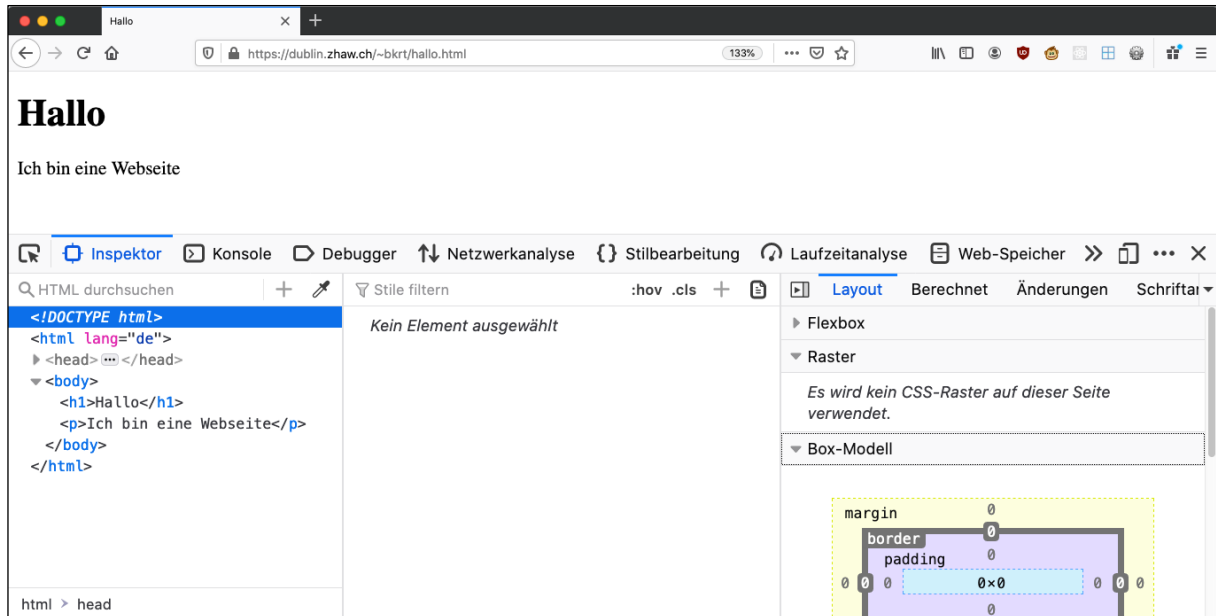 Hallo
https://dublin.zhaw.ch/~bkrt/hallo.html 133%
Hallo
Ich bin eine Webseite
Inspektor Konsole Debugger Netzwerkanalyse Stilbearbeitung Laufzeitanalyse Web-Speicher
HTML durchsuchen
Stile filtern :hov .cls
Layout Berechnet Änderungen Schriftar
<!DOCTYPE html>
<html lang="de">
<head> ••• </head>
<body>
<h1>Hallo</h1>
<p>Ich bin eine Webseite</p>
</body>
</html>
html > head
Kein Element ausgewählt
Flexbox
Raster
Es wird kein CSS-Raster auf dieser Seite
verwendet.
Box-Modell
margin 0
border 0
padding 0
0 0 0 0×0 0 0 0
0